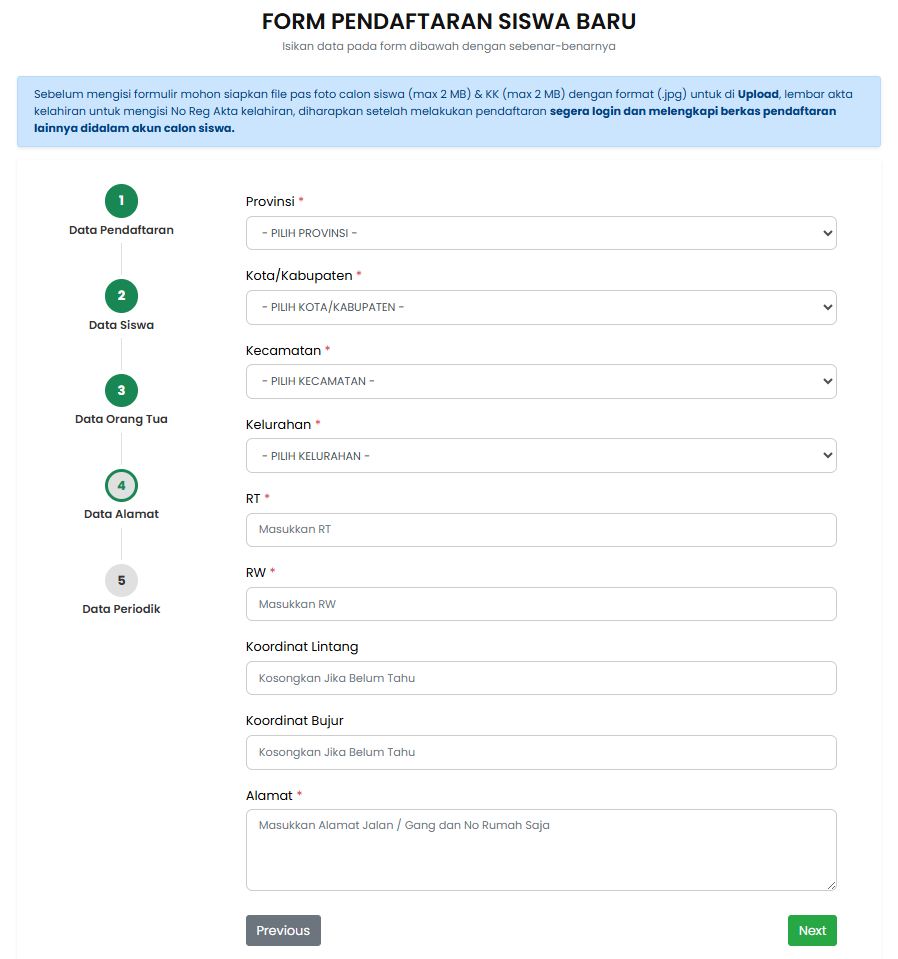 FORM PENDAFTARAN SISWA BARU
Isikan data pada form dibawah dengan sebenar-benarnya
Sebelum mengisi formulir mohon siapkan file pas foto calon siswa (max 2 MB) & KK (max 2 MB) dengan format (.jpg) untuk di Upload, lembar akta
kelahiran untuk mengisi No Reg Akta kelahiran, diharapkan setelah melakukan pendaftaran segera login dan melengkapi berkas pendaftaran
lainnya didalam akun calon siswa.
1
Data Pendaftaran
2
Data Siswa
3
Data Orang Tua
4
Data Alamat
5
Data Periodik
Provinsi *
- PILIH PROVINSI -
Kota/Kabupaten *
- PILIH KOTA/KABUPATEN -
Kecamatan *
- PILIH KECAMATAN -
Kelurahan *
- PILIH KELURAHAN -
RT *
Masukkan RT
RW *
Masukkan RW
Koordinat Lintang
Kosongkan Jika Belum Tahu
Koordinat Bujur
Kosongkan Jika Belum Tahu
Alamat *
Masukkan Alamat Jalan / Gang dan No Rumah Saja
Previous
Next